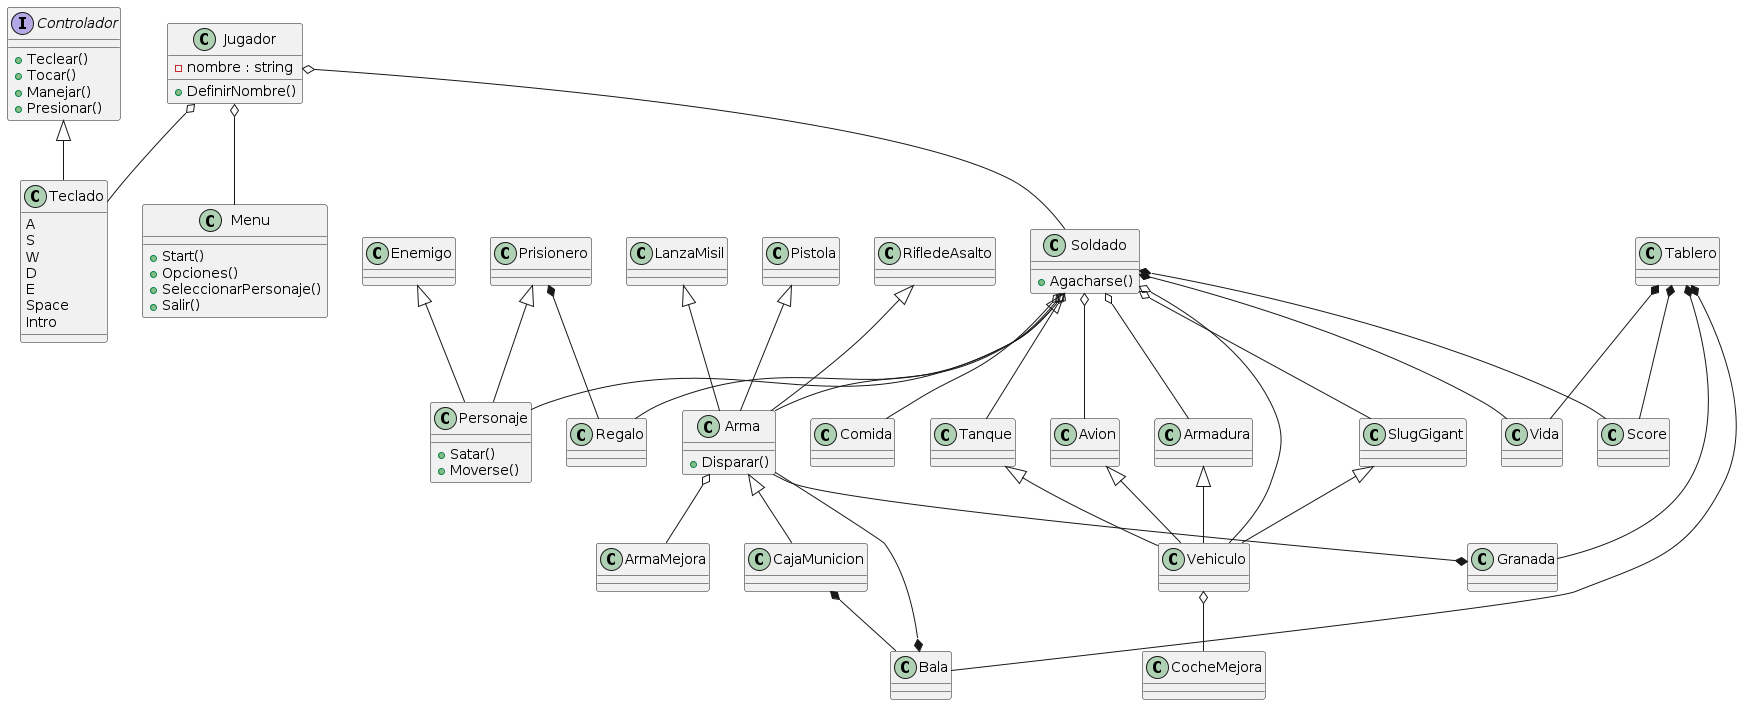 I Controlador
Teclear()
Tocar()
Manejar()
Presionar()
C Jugador
nombre : string
DefinirNombre()
C Teclado
A
S
W
D
E
Space
Intro
C Menu
Start()
Opciones()
SeleccionarPersonaje()
Salir()
C Enemigo
C Prisionero
C LanzaMisil
C Pistola
C RifledeAsalto
C Soldado
Agacharse()
C Tablero
C Personaje
Satar()
Moverse()
C Regalo
C Arma
Disparar()
C Comida
C Tanque
C Avion
C Armadura
C SlugGigant
C Vida
C Score
C ArmaMejora
C CajaMunicion
C Vehiculo
C Granada
C Bala
C CocheMejora